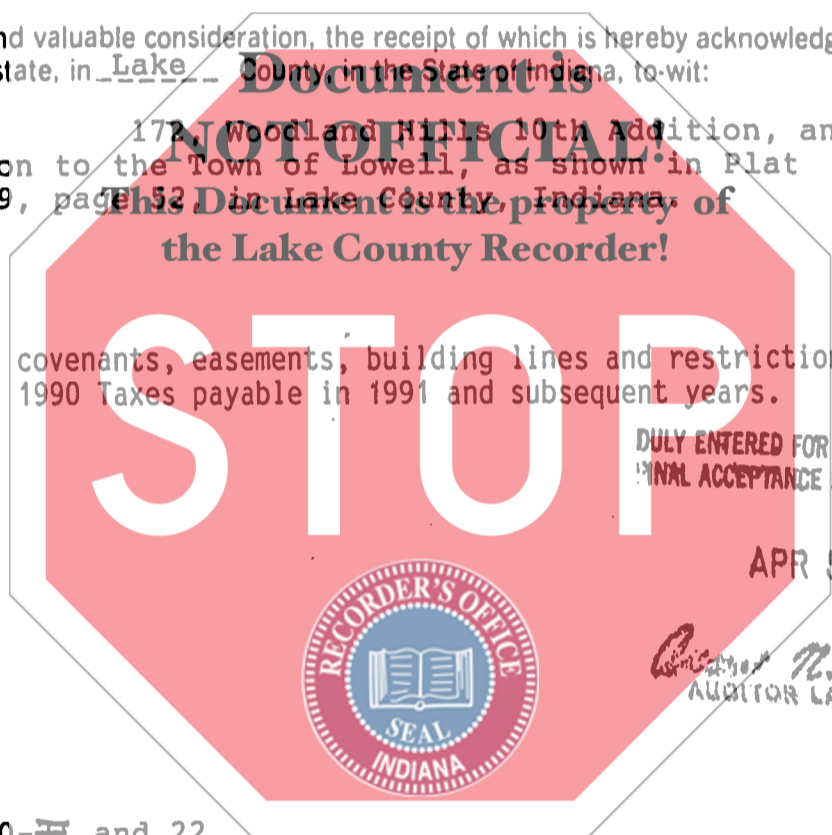 nd valuable consideration, the receipt of which is hereby acknowledg
state, in Lake County, in the State of Indiana, to-wit:
Document is
172, Woodland Hills 10th Addition, an
NOT OFFICIAL!
on to the Town of Lowell, as shown in Plat
9, page 52, in Lake County, Indiana.
This Document is the property of
the Lake County Recorder!
STOP
covenants, easements, building lines and restriction
1990 Taxes payable in 1991 and subsequent years.
DULY ENTERED FOR
FINAL ACCEPTANCE
APR
AUDITOR LA
RECORDER'S OFFICE
SEAL
INDIANA
and 22